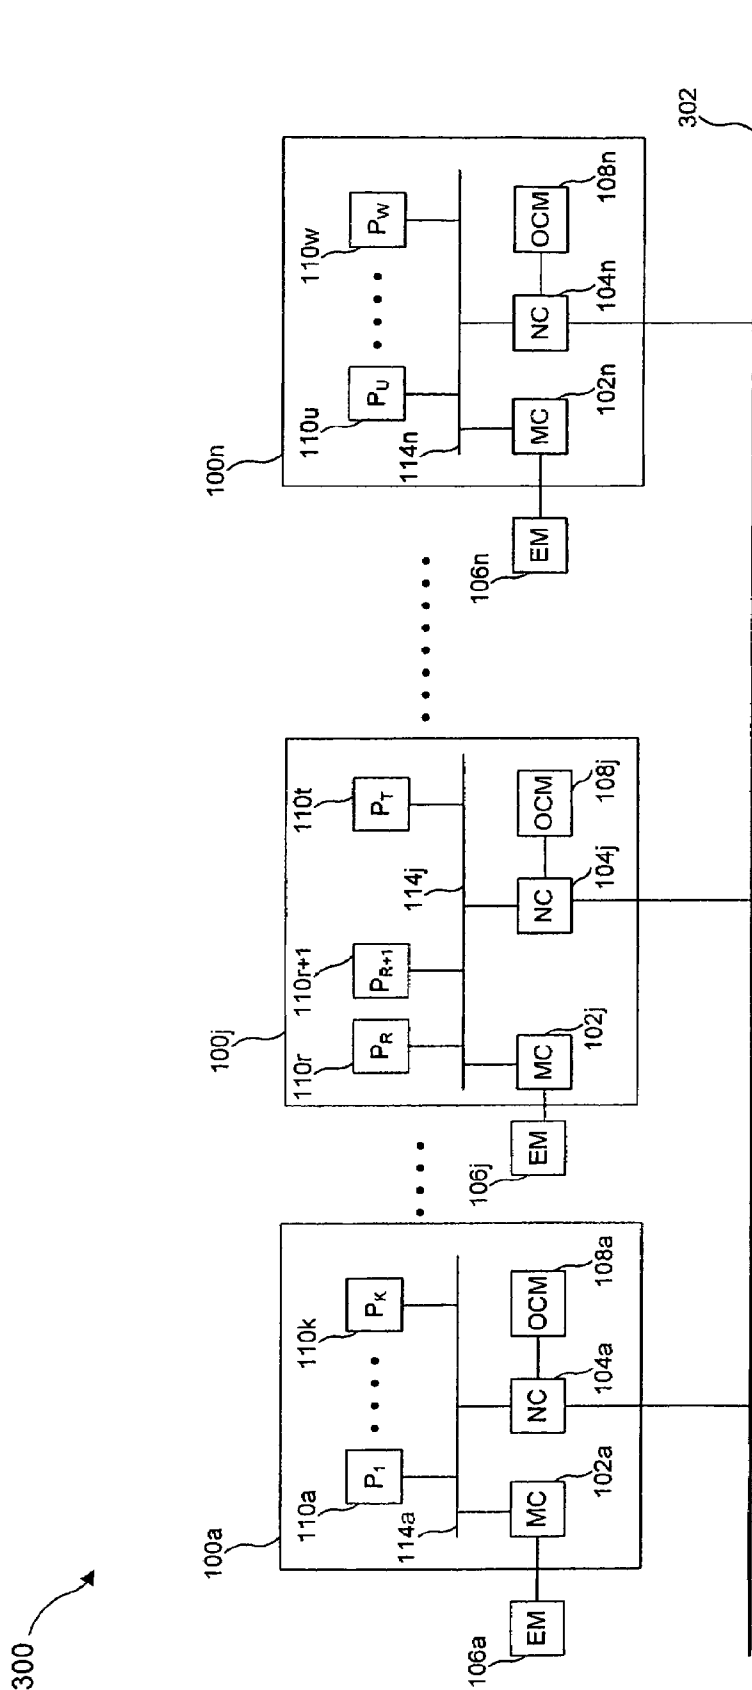 300
100a
110a
P1
110k
PK
114a
MC
102a
NC
104a
OCM
108a
EM
106a
100j
110r
PR
110r+1
PR+1
110t
PT
114j
MC
102j
NC
104j
OCM
108j
EM
106j
100n
110u
PU
110w
PW
114n
MC
102n
NC
104n
OCM
108n
EM
106n
302